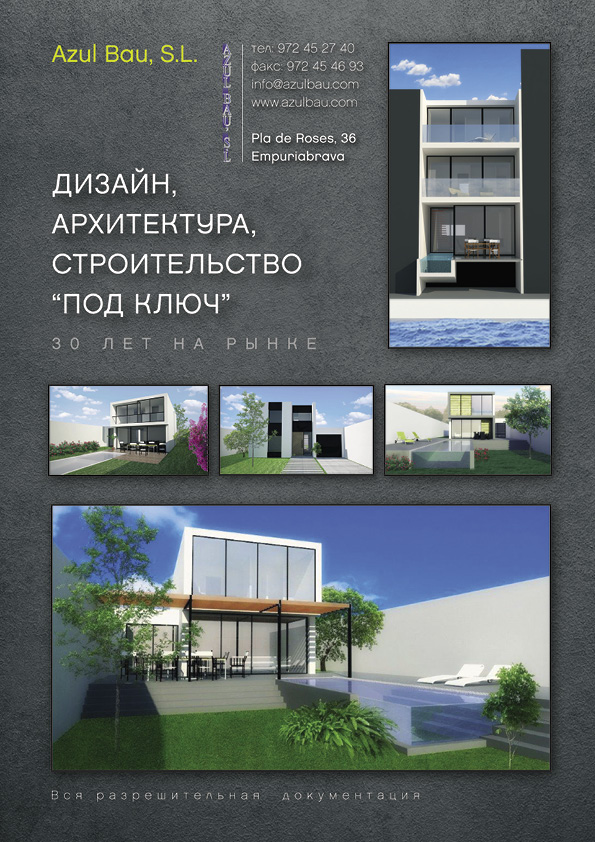 Azul Bau, S.L.
AZUL BAU, S.L
тел: 972 45 27 40
факс: 972 45 46 93
info@azulbau.com
www.azulbau.com
Pla de Roses, 36
Empuriabrava
ДИЗАЙН,
АРХИТЕКТУРА,
СТРОИТЕЛЬСТВО
“ПОД КЛЮЧ”
30 ЛЕТ НА РЫНКЕ
Вся разрешительная документация